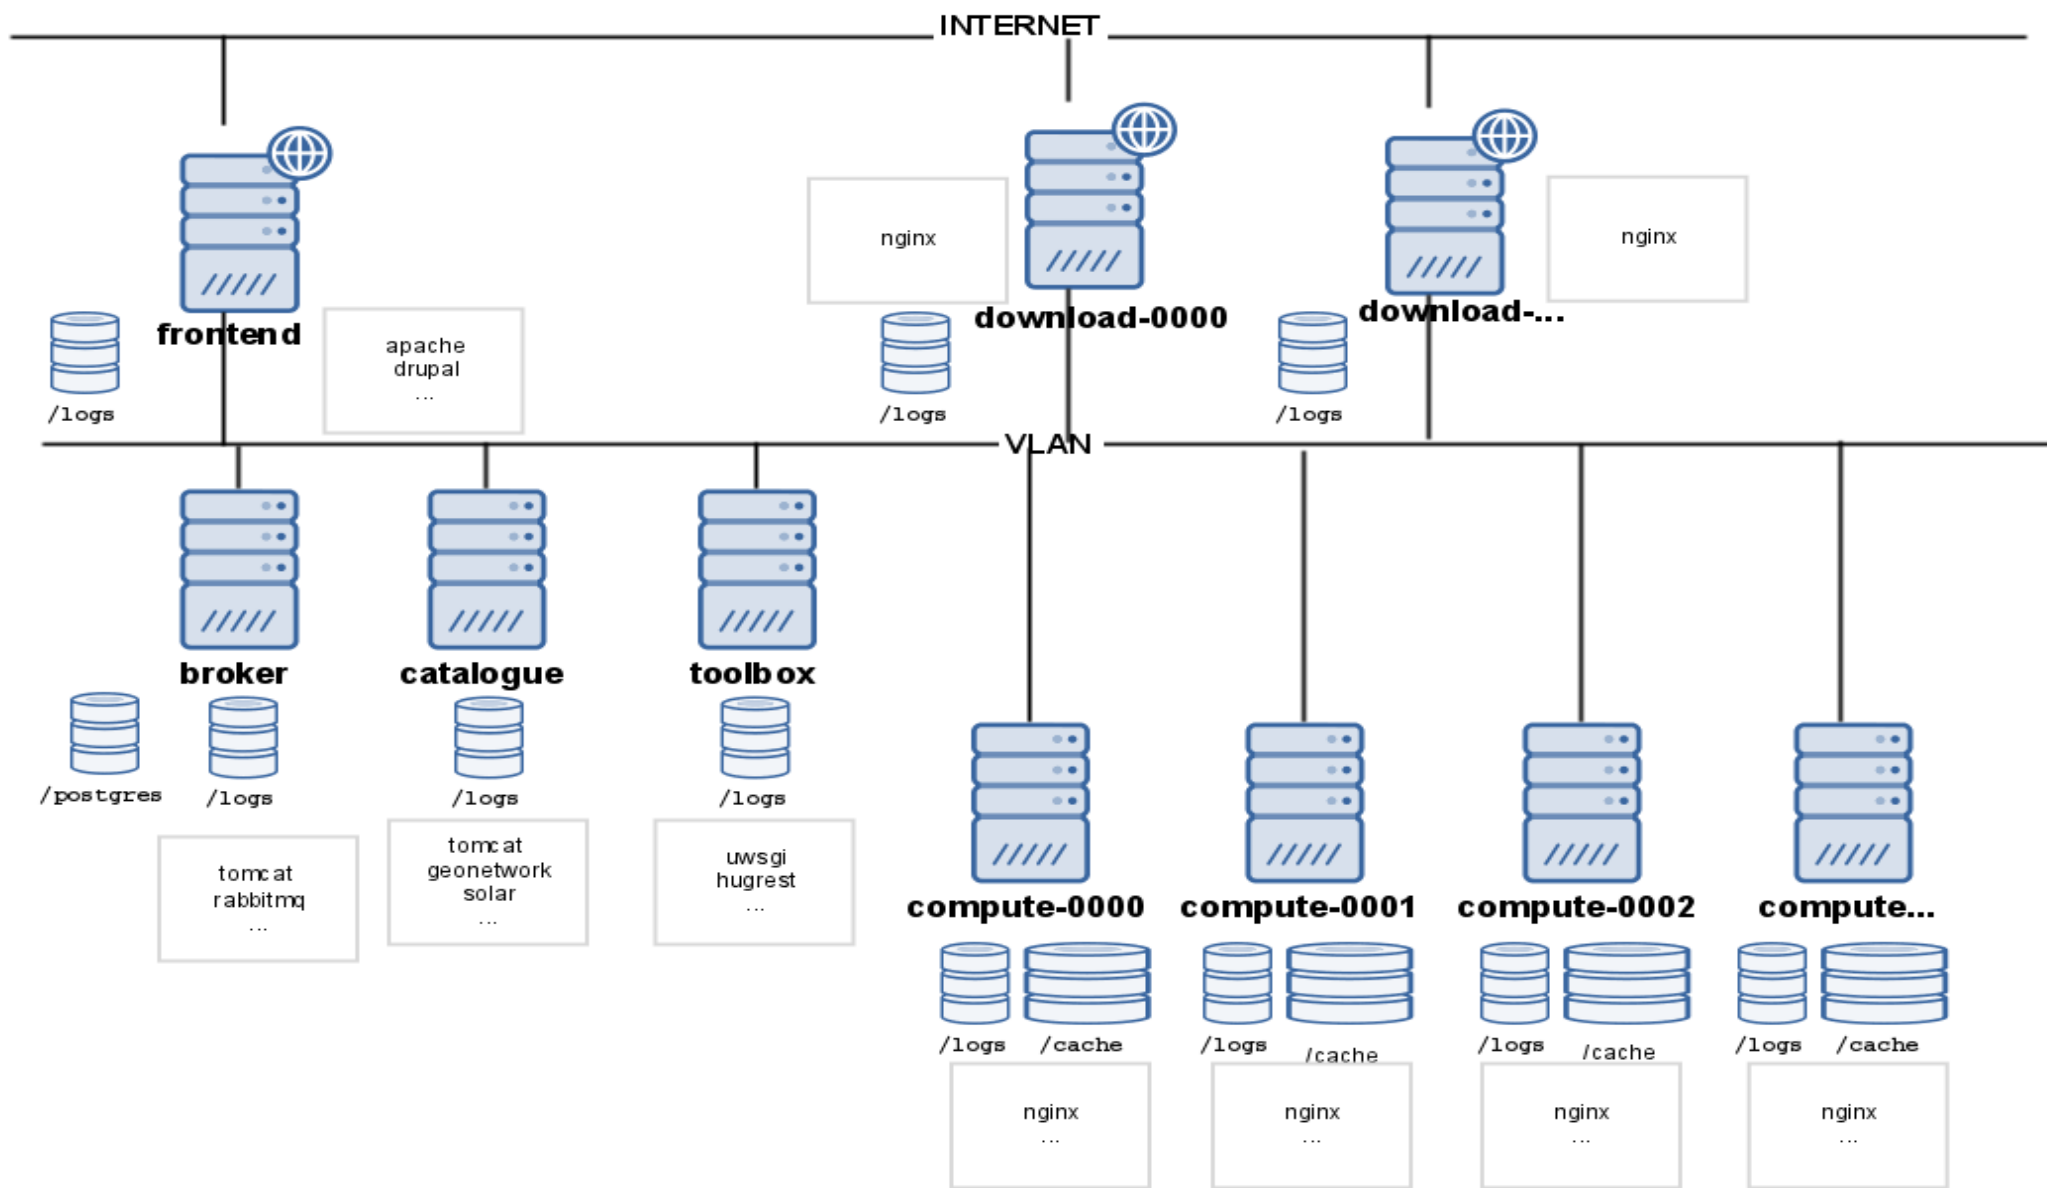 INTERNET
nginx
nginx
frontend
download-0000
download-...
apache
drupal
...
/logs
/logs
/logs
VLAN
broker
catalogue
toolbox
/postgres
/logs
/logs
/logs
tomcat
rabbitmq
...
tomcat
geonetwork
solar
...
uwsgi
hugrest
...
compute-0000
compute-0001
compute-0002
compute...
/logs
/cache
/logs
/cache
/logs
/cache
/logs
/cache
nginx
...
nginx
...
nginx
...
nginx
...